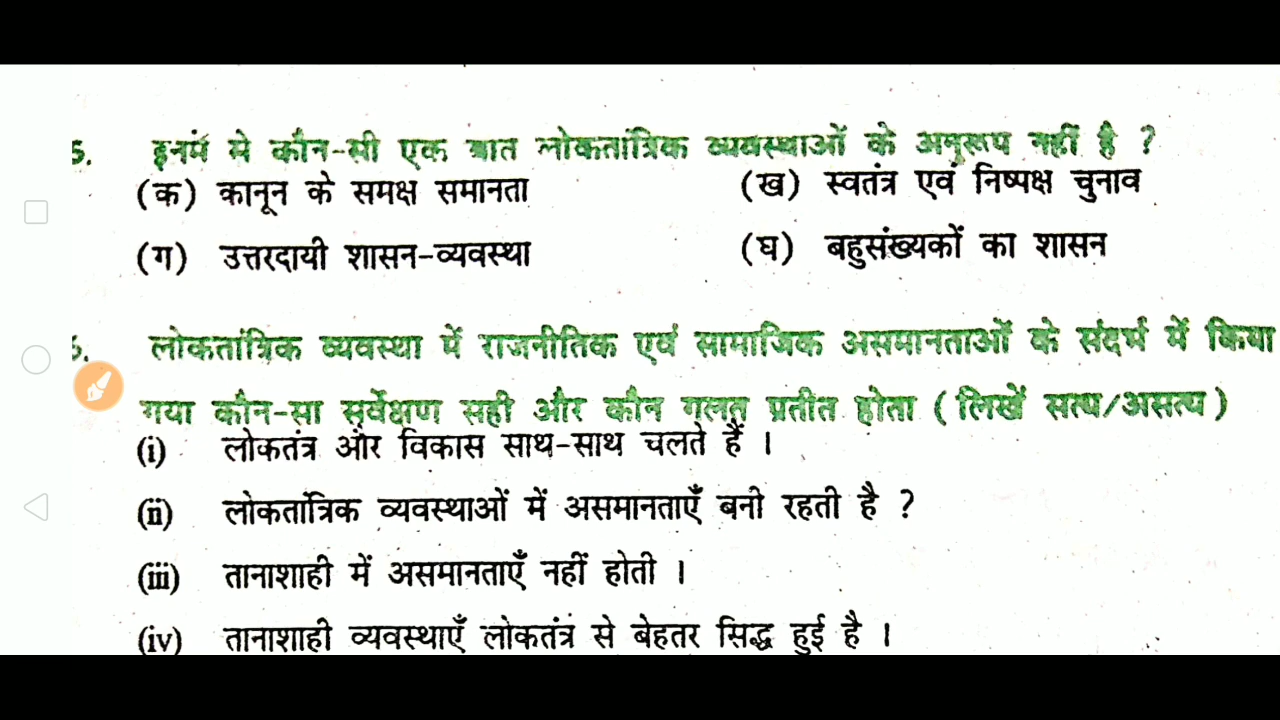 5. इनमें से कौन-सी एक बात लोकतांत्रिक व्यवस्थाओं के अनुरूप नहीं है ?
(क) कानून के समक्ष समानता (ख) स्वतंत्र एवं निष्पक्ष चुनाव
(ग) उत्तरदायी शासन-व्यवस्था (घ) बहुसंख्यकों का शासन
लोकतांत्रिक व्यवस्था में राजनीतिक एवं सामाजिक असमानताओं के संदर्भ में किया
गया कौन-सा सर्वेक्षण सही और कौन गलत प्रतीत होता ( लिखें सत्य/असत्य )
(i) लोकतंत्र और विकास साथ-साथ चलते हैं ।
(ii) लोकतांत्रिक व्यवस्थाओं में असमानताएँ बनी रहती है ?
(iii) तानाशाही में असमानताएँ नहीं होती ।
(iv) तानाशाही व्यवस्थाएँ लोकतंत्र से बेहतर सिद्ध हुई है ।